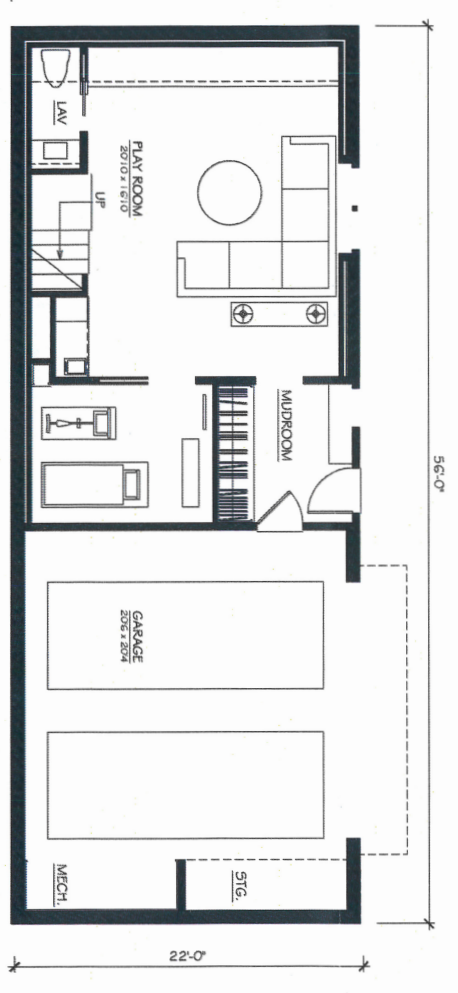 LAV
PLAY ROOM
20'10 x 16'10
UP
MUDROOM
56'-0"
GARAGE
20'6 x 20'4
MECH.
STG.
22'-0"